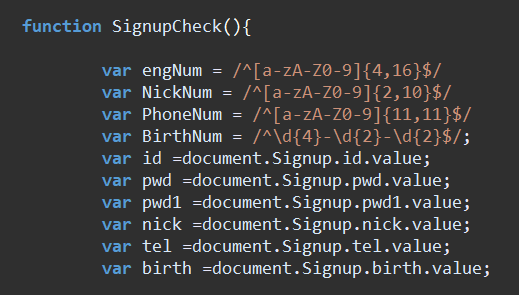 function SignupCheck(){
var engNum = /^[a-zA-Z0-9]{4,16}$/
var NickNum = /^[a-zA-Z0-9]{2,10}$/
var PhoneNum = /^[a-zA-Z0-9]{11,11}$/
var BirthNum = /^\d{4}-\d{2}-\d{2}$/;
var id =document.Signup.id.value;
var pwd =document.Signup.pwd.value;
var pwd1 =document.Signup.pwd1.value;
var nick =document.Signup.nick.value;
var tel =document.Signup.tel.value;
var birth =document.Signup.birth.value;